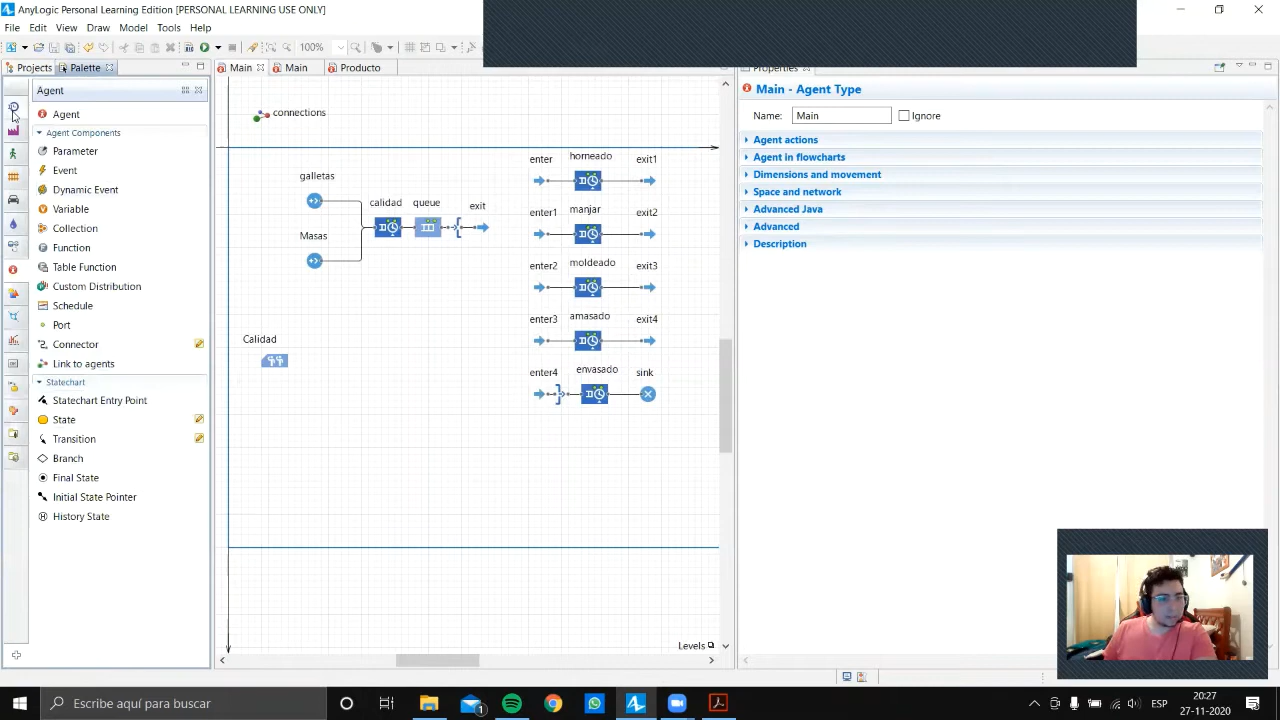 AnyLogic Personal Learning Edition [PERSONAL LEARNING USE ONLY]
File Edit View Draw Model Tools Help
100%
Projects Palette
Main Main Producto
Properties
Agent
Agent
Agent Components
Parameter
Event
Dynamic Event
Variable
Collection
Function
Table Function
Custom Distribution
Schedule
Port
Connector
Link to agents
Statechart
Statechart Entry Point
State
Transition
Branch
Final State
Initial State Pointer
History State
connections
galletas
Masas
calidad
queue
exit
Calidad
enter horneado exit1
enter1 manjar exit2
enter2 moldeado exit3
enter3 amasado exit4
enter4 envasado sink
Levels
Main - Agent Type
Name: Main Ignore
Agent actions
Agent in flowcharts
Dimensions and movement
Space and network
Advanced Java
Advanced
Description
Escribe aquí para buscar
1
ESP
20:27
27-11-2020